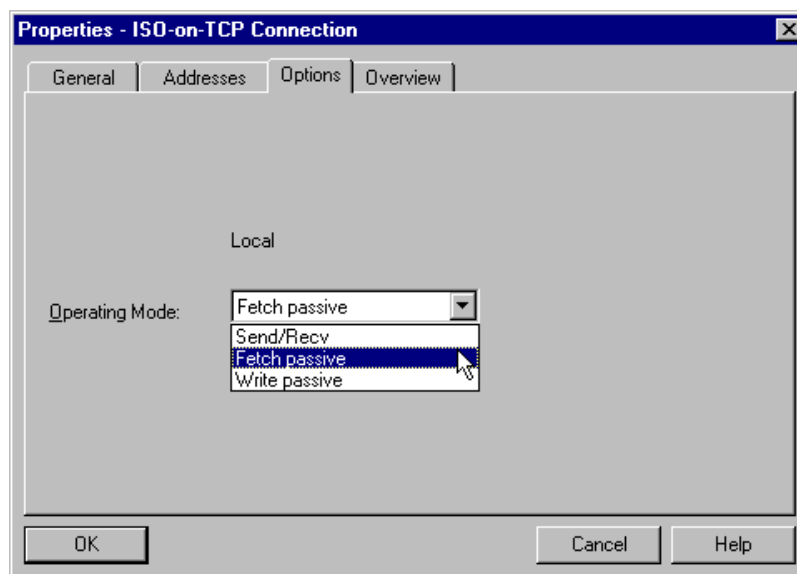 Properties - ISO-on-TCP Connection
General Addresses Options Overview
Local
Operating Mode: Fetch passive
Send/Recv
Fetch passive
Write passive
OK Cancel Help